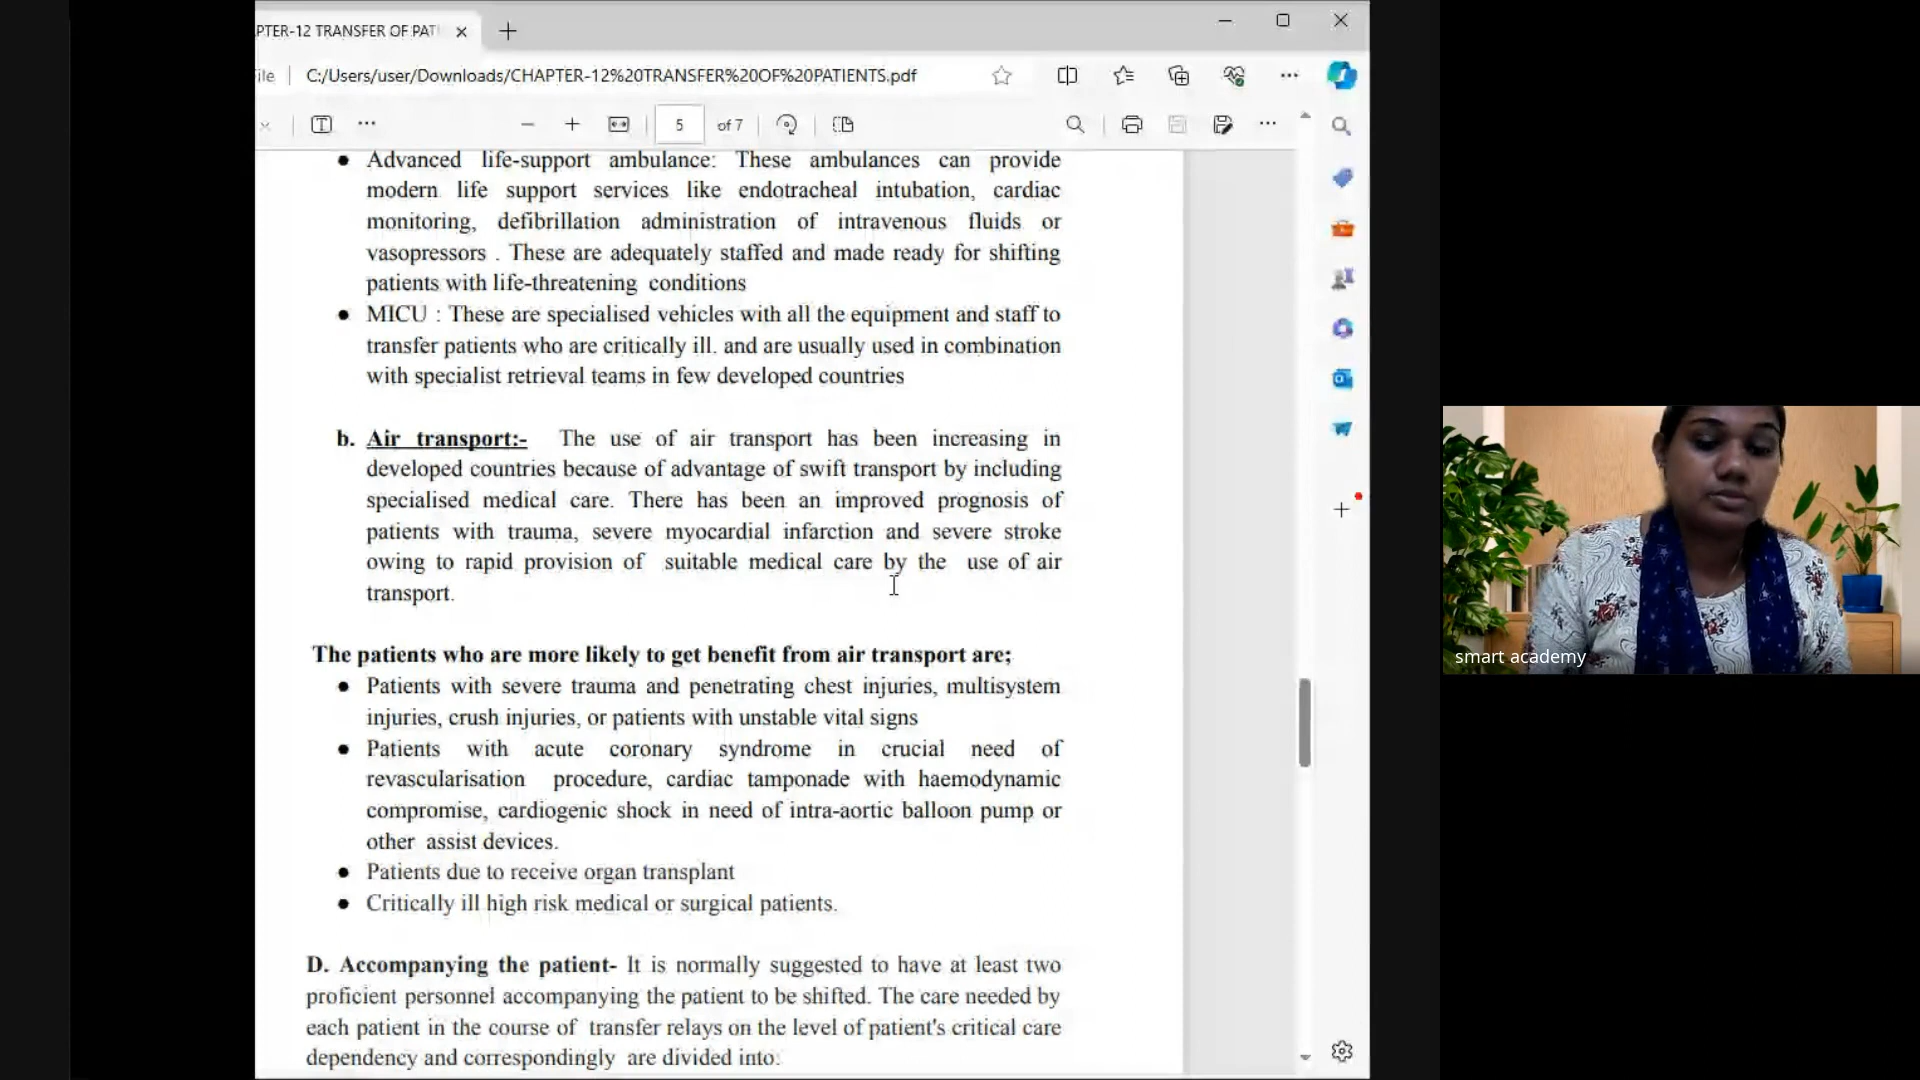 PTER-12 TRANSFER OF PAT
ile C:/Users/user/Downloads/CHAPTER-12%20TRANSFER%20OF%20PATIENTS.pdf
5 of 7
● Advanced life-support ambulance: These ambulances can provide
modern life support services like endotracheal intubation, cardiac
monitoring, defibrillation administration of intravenous fluids or
vasopressors . These are adequately staffed and made ready for shifting
patients with life-threatening conditions
● MICU : These are specialised vehicles with all the equipment and staff to
transfer patients who are critically ill. and are usually used in combination
with specialist retrieval teams in few developed countries
b. Air transport:- The use of air transport has been increasing in
developed countries because of advantage of swift transport by including
specialised medical care. There has been an improved prognosis of
patients with trauma, severe myocardial infarction and severe stroke
owing to rapid provision of suitable medical care by the use of air
transport.
The patients who are more likely to get benefit from air transport are;
● Patients with severe trauma and penetrating chest injuries, multisystem
injuries, crush injuries, or patients with unstable vital signs
● Patients with acute coronary syndrome in crucial need of
revascularisation procedure, cardiac tamponade with haemodynamic
compromise, cardiogenic shock in need of intra-aortic balloon pump or
other assist devices.
● Patients due to receive organ transplant
● Critically ill high risk medical or surgical patients.
D. Accompanying the patient- It is normally suggested to have at least two
proficient personnel accompanying the patient to be shifted. The care needed by
each patient in the course of transfer relays on the level of patient's critical care
dependency and correspondingly are divided into:
smart academy